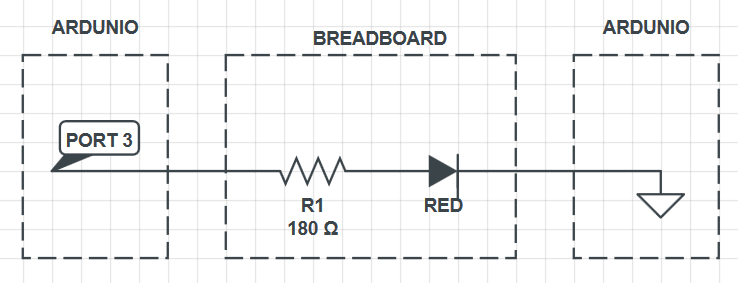 ARDUNIO
BREADBOARD
ARDUNIO
PORT 3
R1
180 Ω
RED